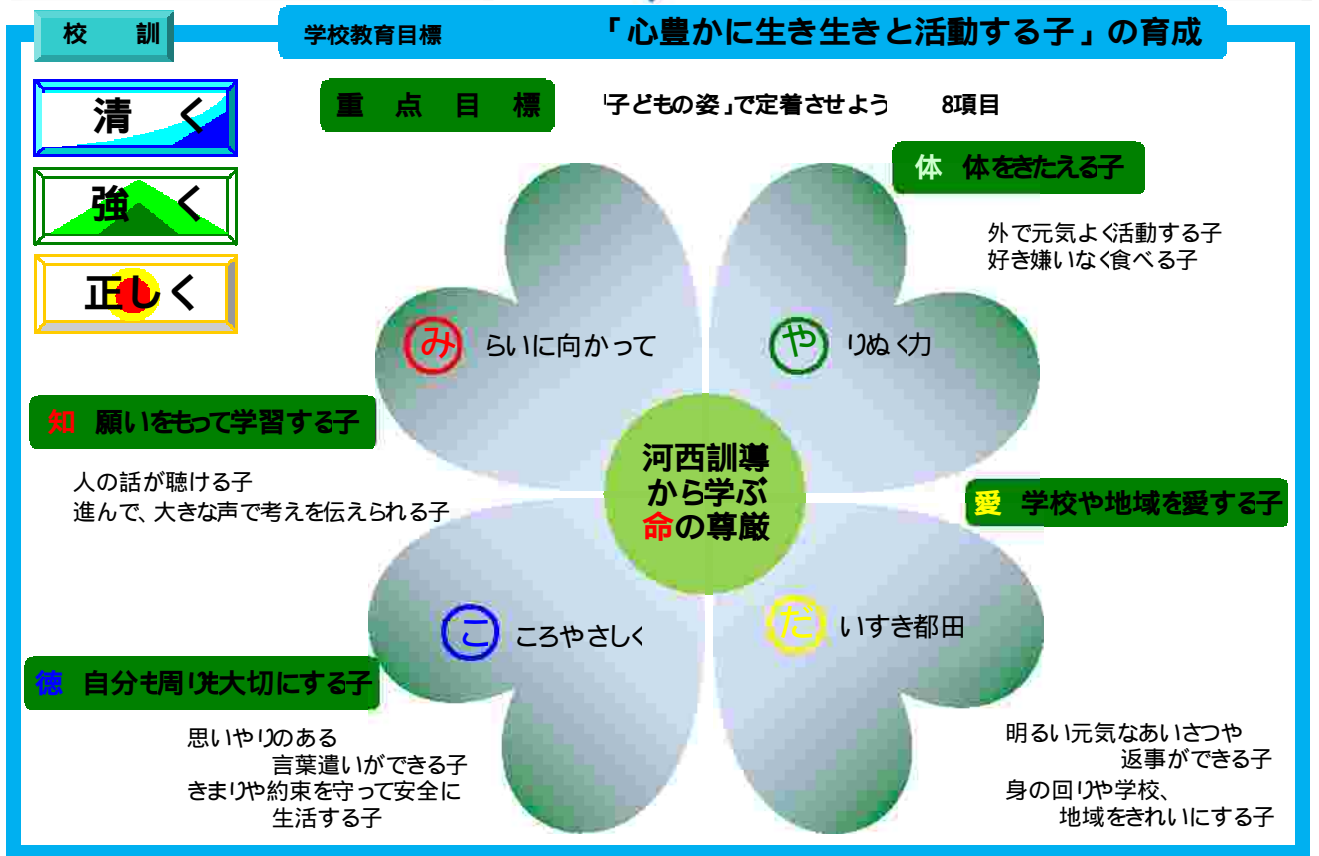 校　訓
学校教育目標
「心豊かに生き生きと活動する子」の育成
清　く
強　く
正しく
重　点　目　標
「子どもの姿」で定着させよう　8項目
体　体をきたえる子
外で元気よく活動する子
好き嫌いなく食べる子
み　らいに向かって
や　りぬく力
知　願いをもって学習する子
人の話が聴ける子
進んで、大きな声で考えを伝えられる子
河西訓導
から学ぶ
命の尊厳
愛　学校や地域を愛する子
こ　ころやさしく
だ　いすき都田
徳　自分も周りも大切にする子
思いやりのある
言葉遣いができる子
きまりや約束を守って安全に
生活する子
明るい元気なあいさつや
返事ができる子
身の回りや学校、
地域をきれいにする子